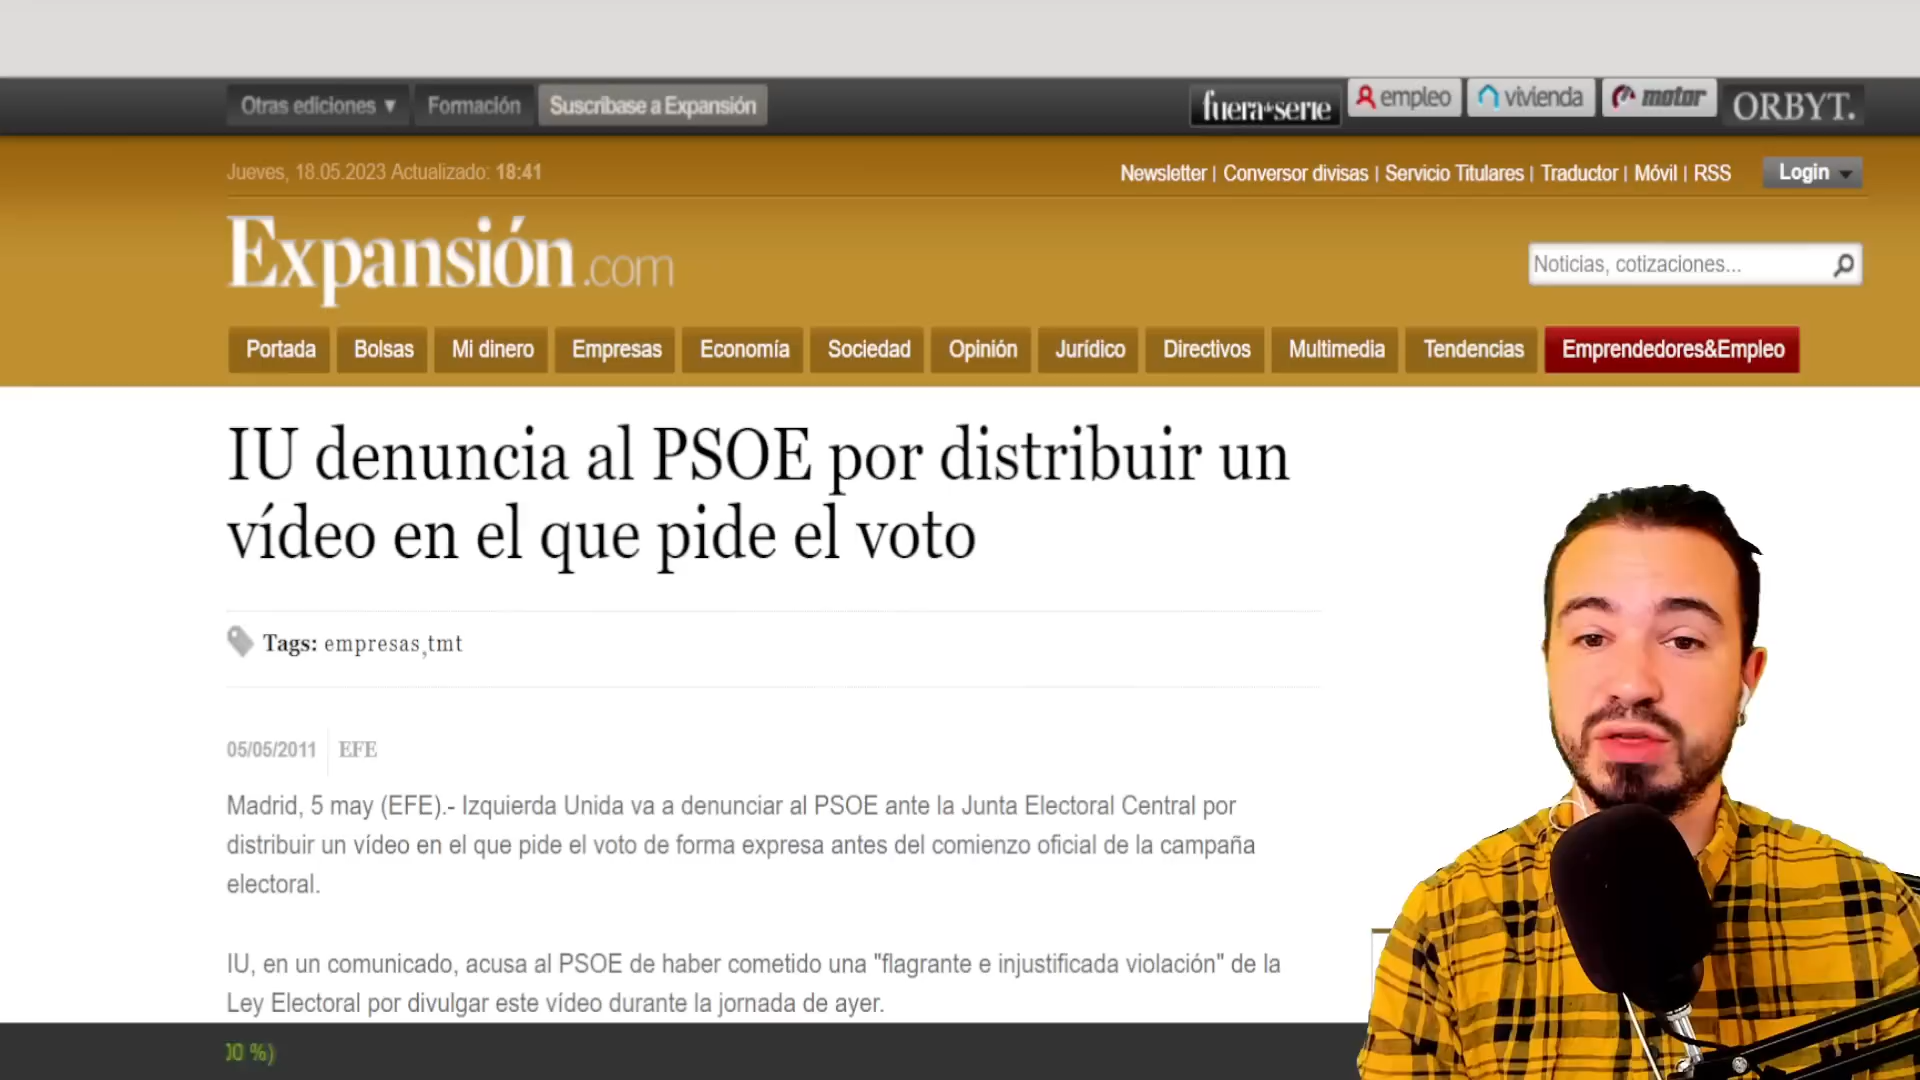 Otras ediciones ▼ Formación Suscríbase a Expansión fuera de serie empleo vivienda motor ORBYT.
Jueves, 18.05.2023 Actualizado: 18:41 Newsletter | Conversor divisas | Servicio Titulares | Traductor | Móvil | RSS Login
Expansión.com
Noticias, cotizaciones...
Portada Bolsas Mi dinero Empresas Economía Sociedad Opinión Jurídico Directivos Multimedia Tendencias Emprendedores&Empleo
IU denuncia al PSOE por distribuir un
vídeo en el que pide el voto
Tags: empresas,tmt
05/05/2011 EFE
Madrid, 5 may (EFE).- Izquierda Unida va a denunciar al PSOE ante la Junta Electoral Central por
distribuir un vídeo en el que pide el voto de forma expresa antes del comienzo oficial de la campaña
electoral.
IU, en un comunicado, acusa al PSOE de haber cometido una "flagrante e injustificada violación" de la
Ley Electoral por divulgar este vídeo durante la jornada de ayer.
00 %)